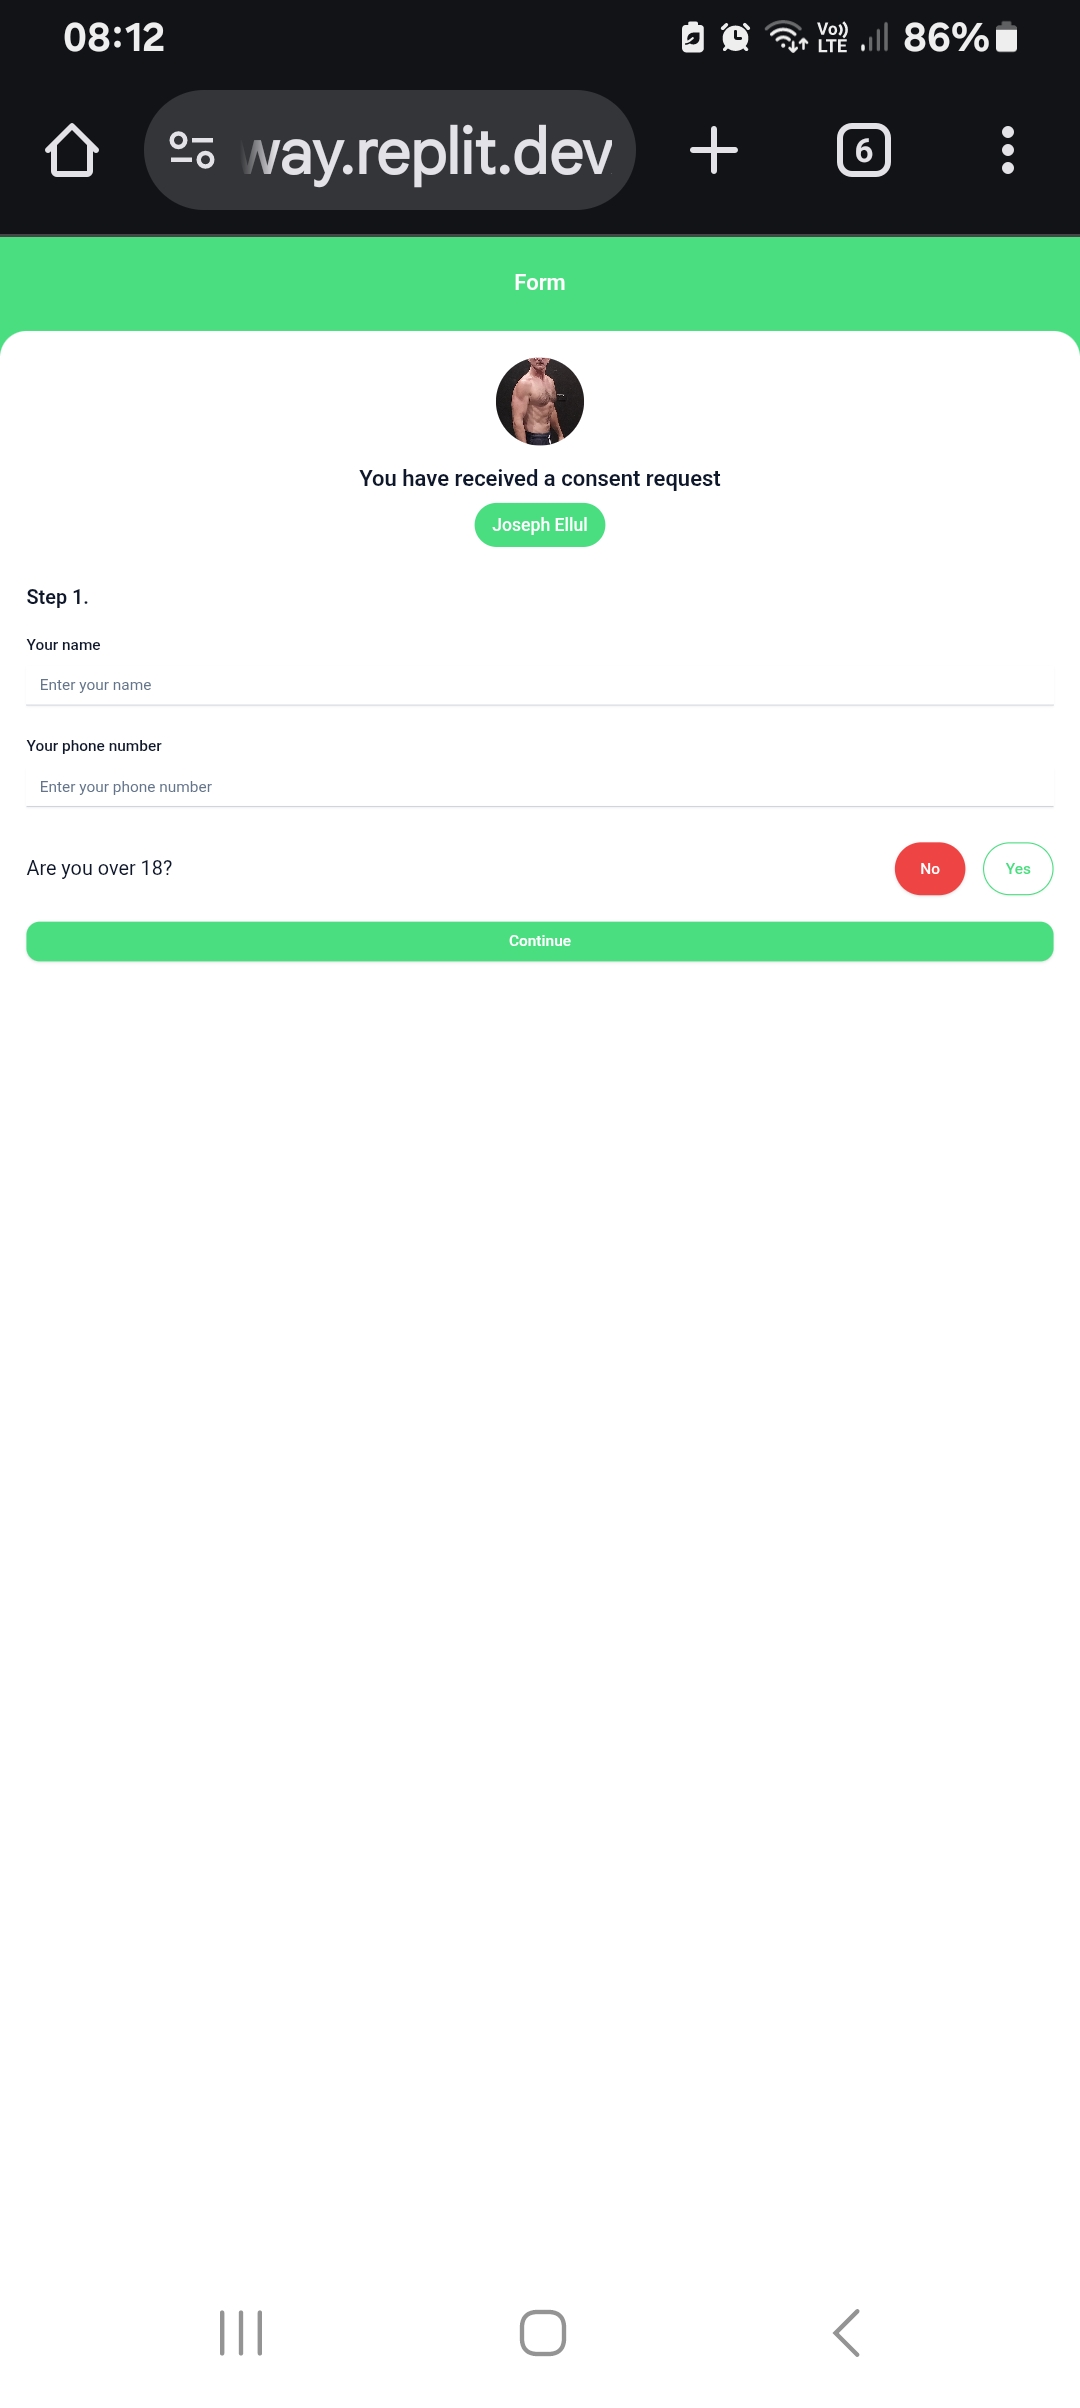 08:12
Vo))
LTE
86%
way.replit.dev
6
Form
You have received a consent request
Joseph Ellul
Step 1.
Your name
Enter your name
Your phone number
Enter your phone number
Are you over 18?
No
Yes
Continue